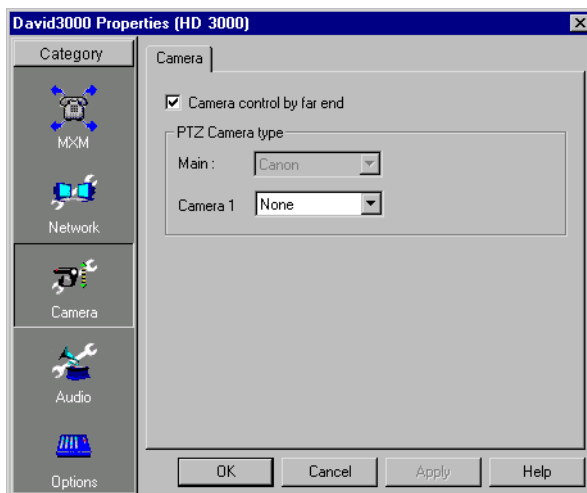 David3000 Properties (HD 3000)
Category
MXM
Network
Camera
Audio
Options
Camera
Camera control by far end
PTZ Camera type
Main : Canon
Camera 1 None
OK Cancel Apply Help